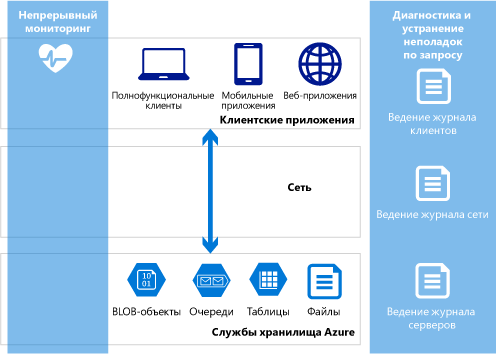 Непрерывный
мониторинг
Диагностика и
устранение
неполадок
по запросу
Полнофункциональные
клиенты
Мобильные
приложения
Веб-приложения
Клиентские приложения
Ведение журнала
клиентов
Сеть
Ведение журнала сети
10
01
BLOB-объекты
Очереди
Таблицы
Файлы
Службы хранилища Azure
Ведение журнала
серверов